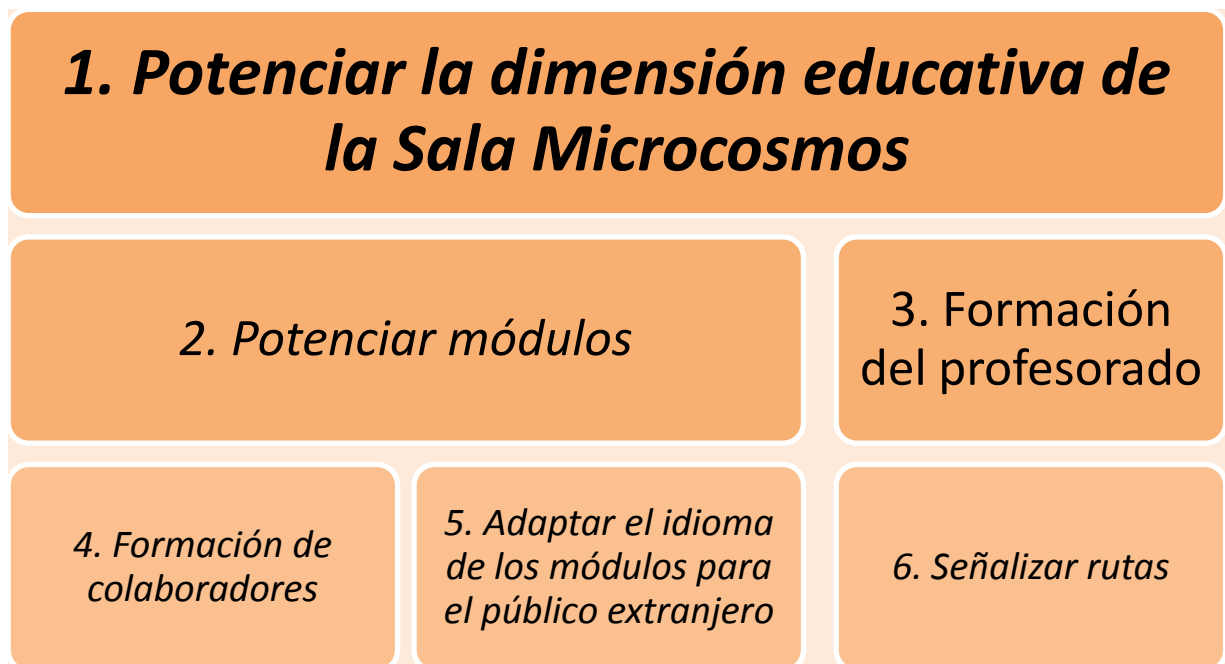 1. Potenciar la dimensión educativa de
la Sala Microcosmos
2. Potenciar módulos
3. Formación
del profesorado
4. Formación de
colaboradores
5. Adaptar el idioma
de los módulos para
el público extranjero
6. Señalizar rutas